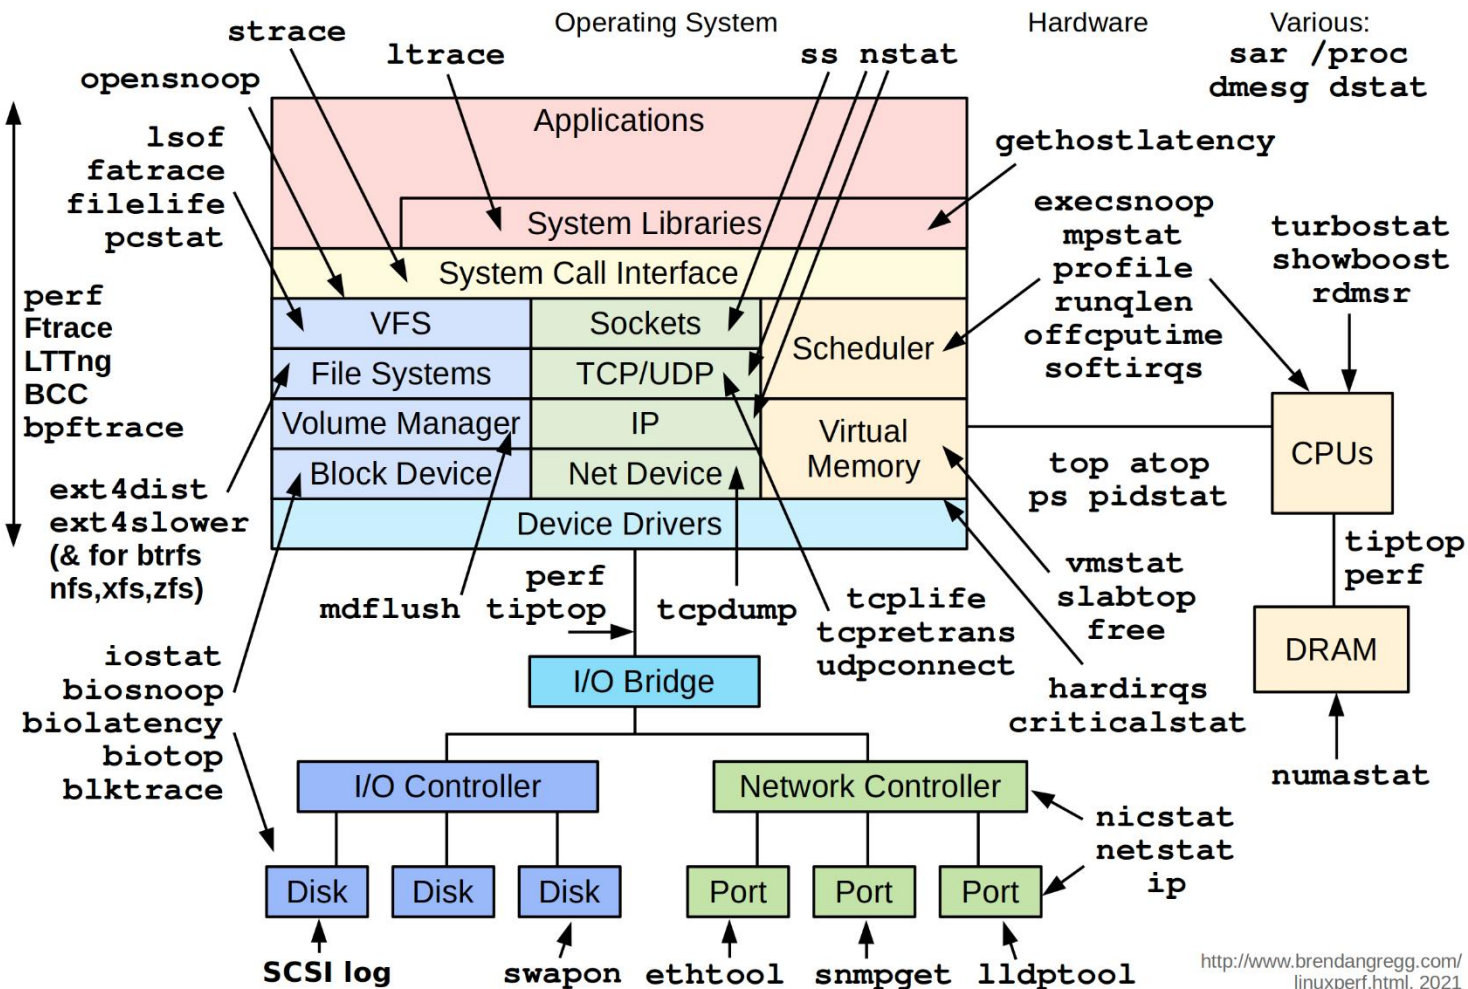 Operating System
Hardware
Various:
sar /proc
dmesg dstat
strace
ltrace
ss nstat
opensnoop
lsof
fatrace
filelife
pcstat
gethostlatency
Applications
System Libraries
System Call Interface
VFS
Sockets
Scheduler
File Systems
TCP/UDP
Volume Manager
IP
Virtual
Memory
Block Device
Net Device
Device Drivers
perf
Ftrace
LTTng
BCC
bpftrace
execsnoop
mpstat
profile
runqlen
offcputime
softirqs
turbostat
showboost
rdmsr
CPUs
top atop
ps pidstat
ext4dist
ext4slower
(& for btrfs
nfs,xfs,zfs)
mdflush
perf
tiptop
tcpdump
tcplife
tcpretrans
udpconnect
vmstat
slabtop
free
tiptop
perf
DRAM
hardirqs
criticalstat
numastat
iostat
biosnoop
biolatency
biotop
blktrace
I/O Bridge
I/O Controller
Network Controller
nicstat
netstat
ip
Disk
Disk
Disk
Port
Port
Port
SCSI log
swapon
ethtool
snmpget
lldptool
http://www.brendangregg.com/
linuxperf.html, 2021